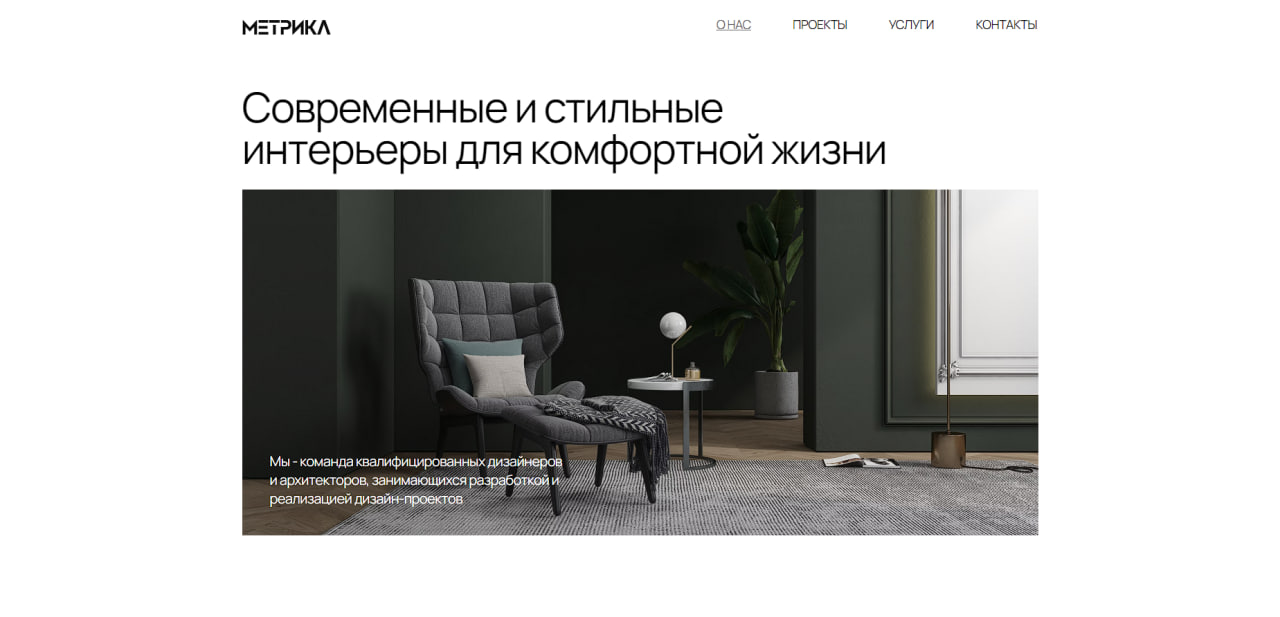 МЕТРИКА
О НАС ПРОЕКТЫ УСЛУГИ КОНТАКТЫ
Современные и стильные
интерьеры для комфортной жизни
Мы - команда квалифицированных дизайнеров
и архитекторов, занимающихся разработкой и
реализацией дизайн-проектов